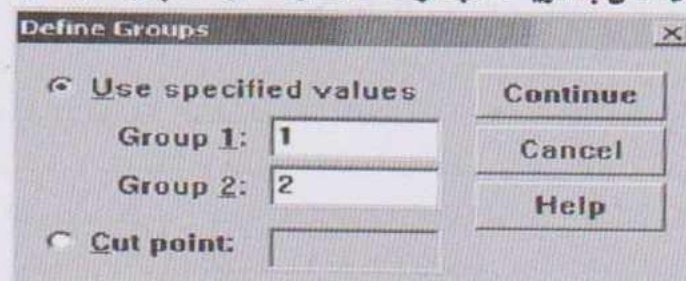 Define Groups
Use specified values
Continue
Group 1: 1
Cancel
Group 2: 2
Help
Cut point: